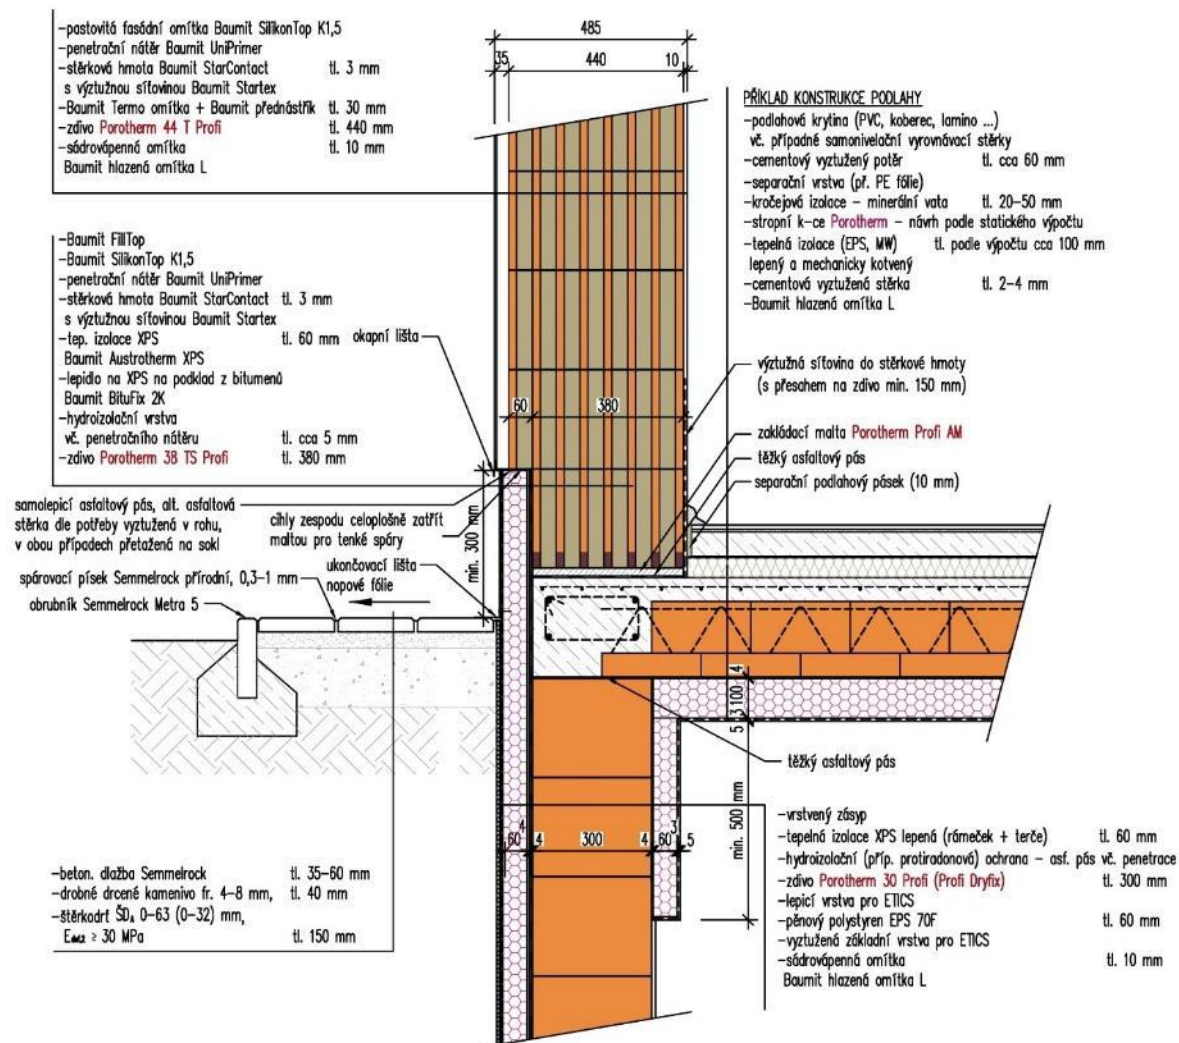 -pastovitá fasádní omítka Baumit SilikonTop K1,5
-penetrační nátěr Baumit UniPrimer
-stěrková hmota Baumit StarContact tl. 3 mm
s výztužnou síťovinou Baumit Startex
-Baumit Termo omítka + Baumit přednástřik tl. 30 mm
-zdivo Porotherm 44 T Profi tl. 440 mm
-sádrovápenná omítka tl. 10 mm
Baumit hlazená omítka L
485
35 440 10
PŘÍKLAD KONSTRUKCE PODLAHY
-podlahová krytina (PVC, koberec, lamino ...)
vč. případné samonivelační vyrovnávací stěrky
-cementový vyztužený potěr tl. cca 60 mm
-separační vrstva (př. PE fólie)
-kročejová izolace - minerální vata tl. 20-50 mm
-stropní k-ce Porotherm - návrh podle statického výpočtu
-tepelná izolace (EPS, MW) tl. podle výpočtu cca 100 mm
lepený a mechanicky kotvený
-cementová vyztužená stěrka tl. 2-4 mm
-Baumit hlazená omítka L
-Baumit FillTop
-Baumit SilikonTop K1,5
-penetrační nátěr Baumit UniPrimer
-stěrková hmota Baumit StarContact tl. 3 mm
s výztužnou síťovinou Baumit Startex
-tep. izolace XPS tl. 60 mm
Baumit Austrotherm XPS
-lepidlo na XPS na podklad z bitumenů
Baumit BituFix 2K
-hydroizolační vrstva
vč. penetračního nátěru tl. cca 5 mm
-zdivo Porotherm 38 TS Profi tl. 380 mm
okapní lišta
60 380
výztužná síťovina do stěrkové hmoty
(s přesahem na zdivo min. 150 mm)
zakládací malta Porotherm Profi AM
těžký asfaltový pás
separační podlahový pásek (10 mm)
samolepicí asfaltový pás, alt. asfaltová
stěrka dle potřeby vyztužená v rohu,
v obou případech přetažená na sokl
cihly zespodu celoplošně zatřít
maltou pro tenké spáry
min. 300 mm
ukončovací lišta
nopové fólie
spárovací písek Semmelrock přírodní, 0,3-1 mm
obrubník Semmelrock Metra 5
4
100
3
5
těžký asfaltový pás
min. 500 mm
60 4 4 300 4 60 3 5
-beton. dlažba Semmelrock tl. 35-60 mm
-drobné drcené kamenivo fr. 4-8 mm, tl. 40 mm
-štěrkodrť ŠDA 0-63 (0-32) mm,
≥ 30 MPa tl. 150 mm
-vrstvený zásyp
-tepelná izolace XPS lepená (rámeček + terče) tl. 60 mm
-hydroizolační (příp. protiradonová) ochrana - asf. pás vč. penetrace
-zdivo Porotherm 30 Profi (Profi Dryfix) tl. 300 mm
-lepicí vrstva pro ETICS
-pěnový polystyren EPS 70F tl. 60 mm
-vyztužená základní vrstva pro ETICS
-sádrovápenná omítka tl. 10 mm
Baumit hlazená omítka L